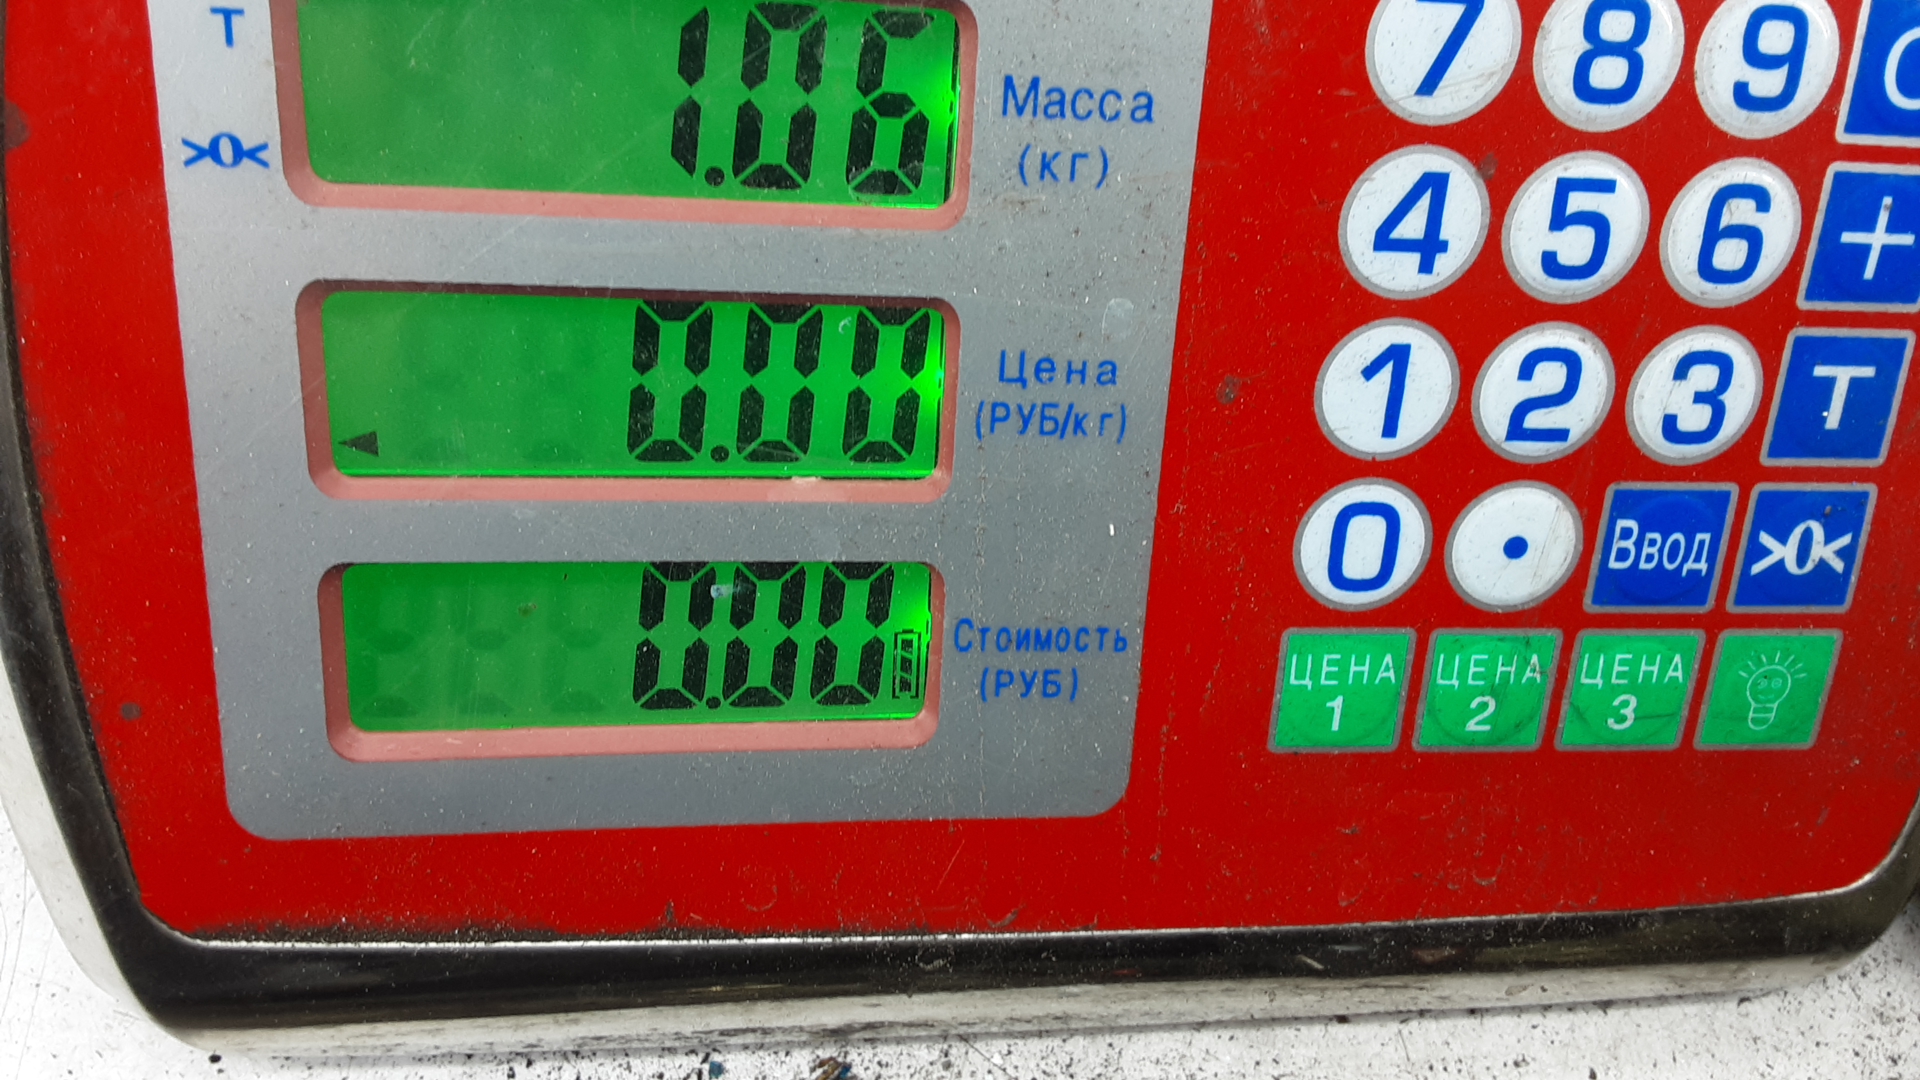 T
>0<
1.06
Масса
(кг)
0.00
Цена
(РУБ/кг)
0.00
Стоимость
(РУБ)
7 8 9 C
4 5 6 +
1 2 3 T
0 . Ввод >0<
ЦЕНА 1 ЦЕНА 2 ЦЕНА 3